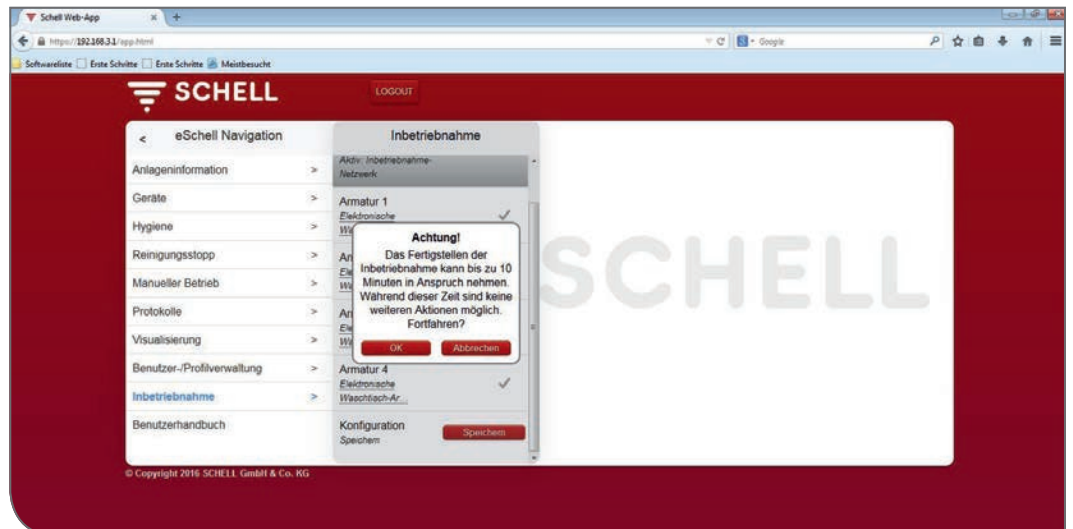 Schell Web-App
https://192.168.3.1/app.html
Google
Softwareliste
Erste Schritte
Erste Schritte
Meistbesucht
SCHELL
LOGOUT
< eSchell Navigation
Inbetriebnahme
Anlageninformation >
Geräte >
Hygiene >
Reinigungsstopp >
Manueller Betrieb >
Protokolle >
Visualisierung >
Benutzer-/Profilverwaltung >
Inbetriebnahme >
Benutzerhandbuch
Aktiv: Inbetriebnahme-
Netzwerk
Armatur 1
Elektronische
Achtung!
Das Fertigstellen der
Inbetriebnahme kann bis zu 10
Minuten in Anspruch nehmen.
Während dieser Zeit sind keine
weiteren Aktionen möglich.
Fortfahren?
OK
Abbrechen
Armatur 4
Elektronische
Waschtisch-Ar...
Konfiguration
Speichern
Speichern
SCHELL
© Copyright 2016 SCHELL GmbH & Co. KG